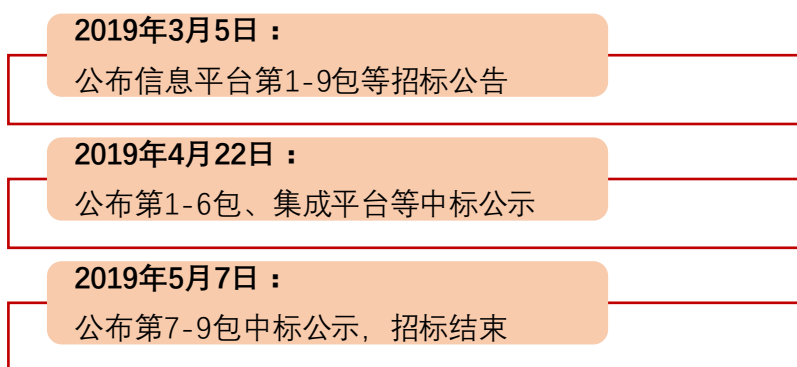 2019年3月5日：
公布信息平台第1-9包等招标公告
2019年4月22日：
公布第1-6包、集成平台等中标公示
2019年5月7日：
公布第7-9包中标公示，招标结束